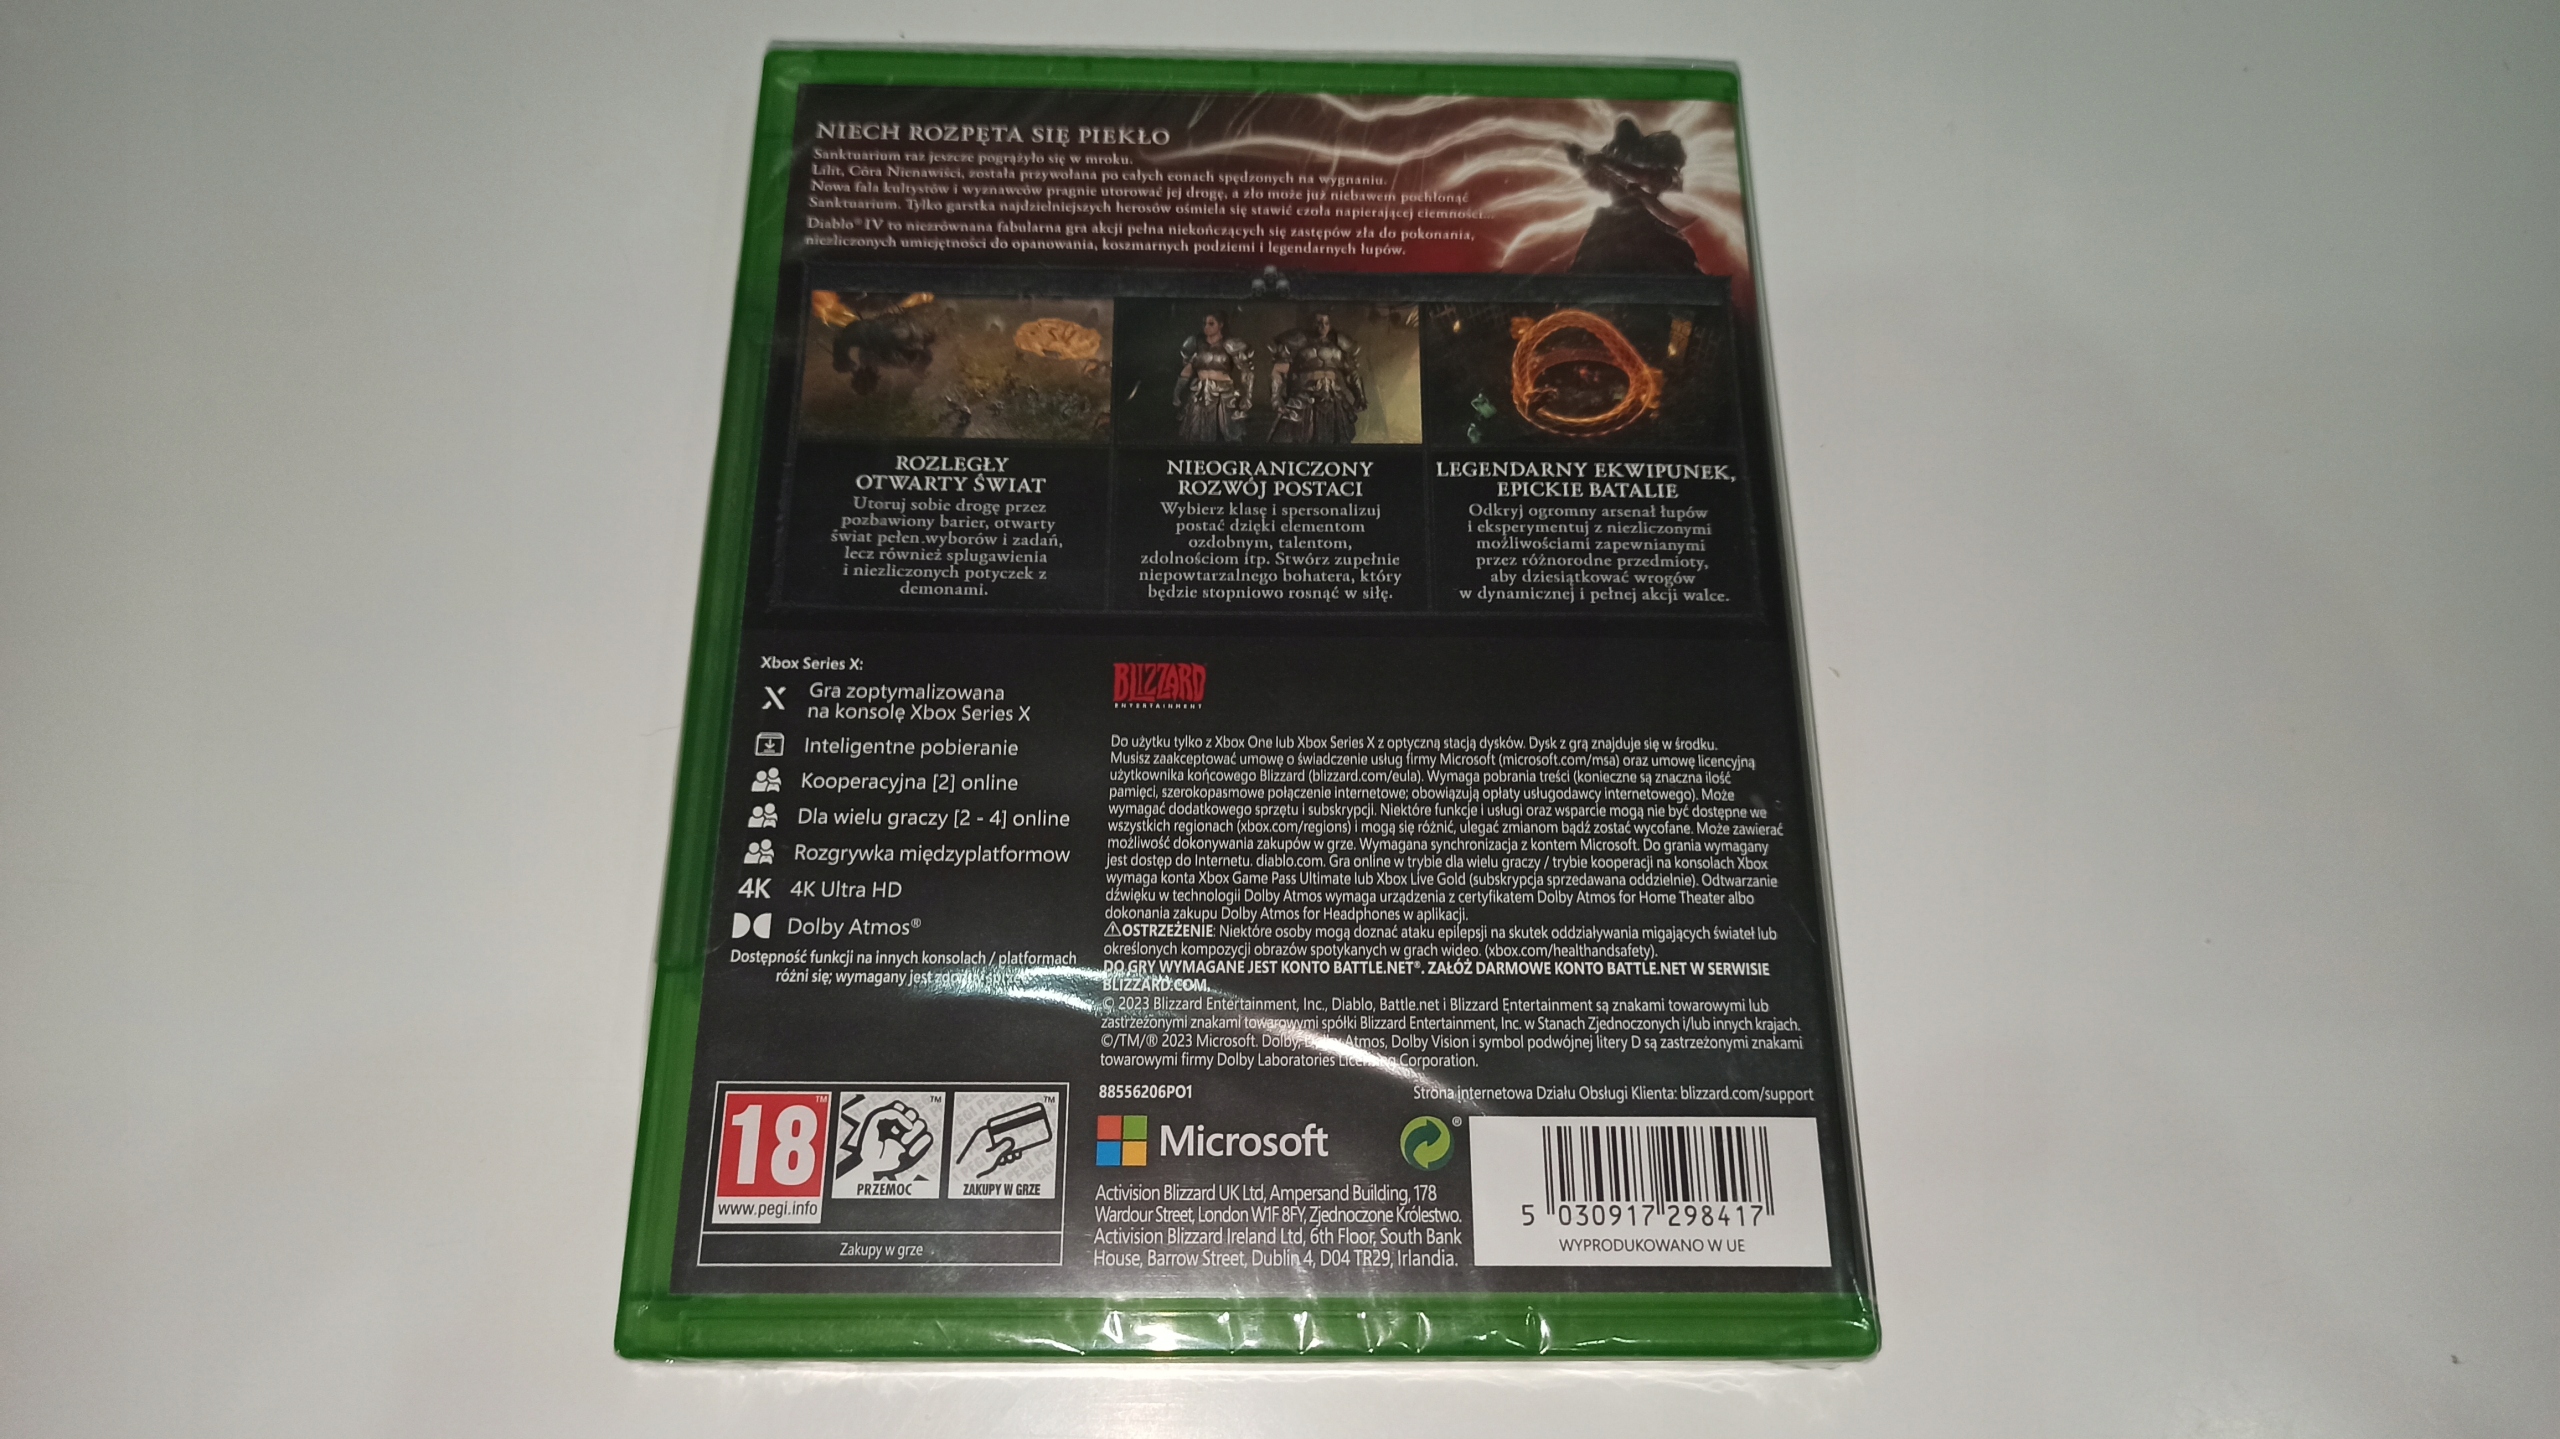 NIECH ROZPĘTA SIĘ PIEKŁO
Sanktuarium raz jeszcze pogrążyło się w mroku.
Lilit, Córa Nienawiści, została przywołana po całych eonach spędzonych na wygnaniu.
Nowa fala kultystów i wyznawców pragnie utorować jej drogę, a zło może już niebawem pochłonąć
Sanktuarium. Tylko garstka najdzielniejszych herosów ośmiela się stawić czoła napierającej ciemności...
Diablo® IV to niezrównana fabularna gra akcji pełna niekończących się zastępów zła do pokonania,
niezliczonych umiejętności do opanowania, koszmarnych podziemi i legendarnych łupów.
ROZLEGŁY
OTWARTY ŚWIAT
Utoruj sobie drogę przez
pozbawiony barier, otwarty
świat pełen wyborów i zadań,
lecz również splugawienia
i niezliczonych potyczek z
demonami.
NIEOGRANICZONY
ROZWÓJ POSTACI
Wybierz klasę i spersonalizuj
postać dzięki elementom
ozdobnym, talentom,
zdolnościom itp. Stwórz zupełnie
niepowtarzalnego bohatera, który
będzie stopniowo rosnąć w siłę.
LEGENDARNY EKWIPUNEK,
EPICKIE BATALIE
Odkryj ogromny arsenał łupów
i eksperymentuj z niezliczonymi
możliwościami zapewnianymi
przez różnorodne przedmioty,
aby dziesiątkować wrogów
w dynamicznej i pełnej akcji walce.
Xbox Series X:
Gra zoptymalizowana
na konsolę Xbox Series X
Inteligentne pobieranie
Kooperacyjna [2] online
Dla wielu graczy [2 - 4] online
Rozgrywka międzyplatformow
4K 4K Ultra HD
Dolby Atmos®
Dostępność funkcji na innych konsolach / platformach
różni się; wymagany jest
BLIZZARD
ENTERTAINMENT
Do użytku tylko z Xbox One lub Xbox Series X z optyczną stacją dysków. Dysk z grą znajduje się w środku.
Musisz zaakceptować umowę o świadczenie usług firmy Microsoft (microsoft.com/msa) oraz umowę licencyjną
użytkownika końcowego Blizzard (blizzard.com/eula). Wymaga pobrania treści (konieczne są znaczna ilość
pamięci, szerokopasmowe połączenie internetowe; obowiązują opłaty usługodawcy internetowego). Może
wymagać dodatkowego sprzętu i subskrypcji. Niektóre funkcje i usługi oraz wsparcie mogą nie być dostępne we
wszystkich regionach (xbox.com/regions) i mogą się różnić, ulegać zmianom bądź zostać wycofane. Może zawierać
możliwość dokonywania zakupów w grze. Wymagana synchronizacja z kontem Microsoft. Do grania wymagany
jest dostęp do Internetu. diablo.com. Gra online w trybie dla wielu graczy / trybie kooperacji na konsolach Xbox
wymaga konta Xbox Game Pass Ultimate lub Xbox Live Gold (subskrypcja sprzedawana oddzielnie). Odtwarzanie
dźwięku w technologii Dolby Atmos wymaga urządzenia z certyfikatem Dolby Atmos for Home Theater albo
dokonania zakupu Dolby Atmos for Headphones w aplikacji.
⚠OSTRZEŻENIE: Niektóre osoby mogą doznać ataku epilepsji na skutek oddziaływania migających świateł lub
określonych kompozycji obrazów spotykanych w grach wideo. (xbox.com/healthandsafety).
DO GRY WYMAGANE JEST KONTO BATTLE.NET®. ZAŁÓŻ DARMOWE KONTO BATTLE.NET W SERWISIE
BLIZZARD.COM.
© 2023 Blizzard Entertainment, Inc., Diablo, Battle.net i Blizzard Entertainment są znakami towarowymi lub
zastrzeżonymi znakami towarowymi spółki Blizzard Entertainment, Inc. w Stanach Zjednoczonych i/lub innych krajach.
©/TM/® 2023 Microsoft. Dolby, Dolby Atmos, Dolby Vision i symbol podwójnej litery D są zastrzeżonymi znakami
towarowymi firmy Dolby Laboratories Licensing Corporation.
88556206PO1
Strona internetowa Działu Obsługi Klienta: blizzard.com/support
18 ™
www.pegi.info
PRZEMOC ™
ZAKUPY W GRZE ™
Zakupy w grze
Microsoft
®
Activision Blizzard UK Ltd, Ampersand Building, 178
Wardour Street, London W1F 8FY, Zjednoczone Królestwo.
Activision Blizzard Ireland Ltd, 6th Floor, South Bank
House, Barrow Street, Dublin 4, D04 TR29, Irlandia.
5 030917 298417
WYPRODUKOWANO W UE